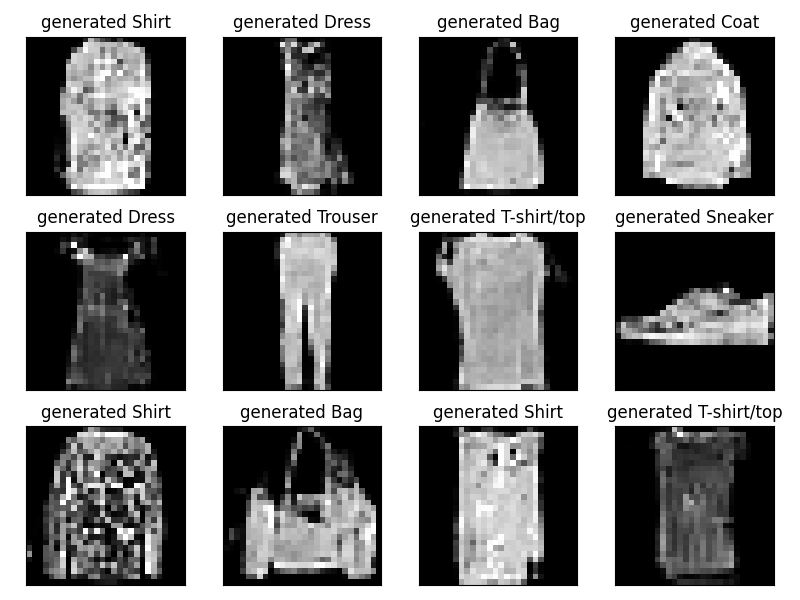 generated Shirt
generated Dress
generated Bag
generated Coat
generated Dress
generated Trouser
generated T-shirt/top
generated Sneaker
generated Shirt
generated Bag
generated Shirt
generated T-shirt/top